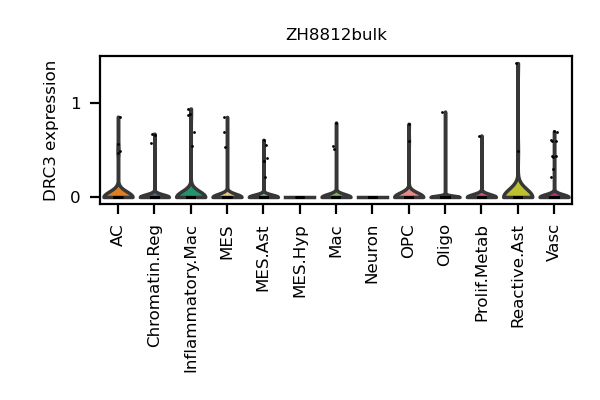 ZH8812bulk
DRC3 expression
1
0
AC
Chromatin.Reg
Inflammatory.Mac
MES
MES.Ast
MES.Hyp
Mac
Neuron
OPC
Oligo
Prolif.Metab
Reactive.Ast
Vasc